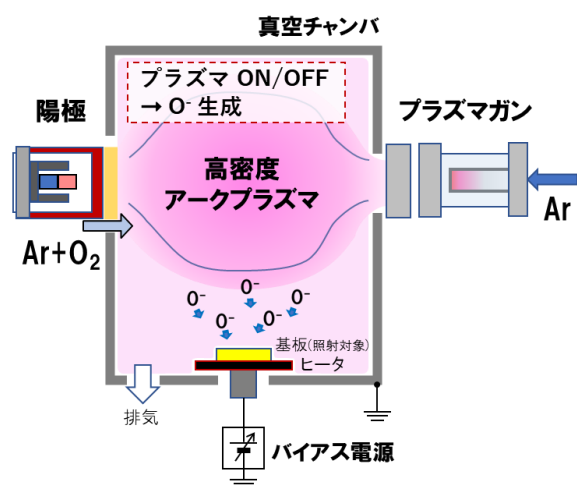 真空チャンバ
プラズマ ON/OFF
→ O⁻ 生成
陽極
プラズマガン
高密度
アークプラズマ
Ar
Ar+O₂
O⁻
O⁻
O⁻
O⁻
O⁻
基板(照射対象)
ヒータ
排気
バイアス電源